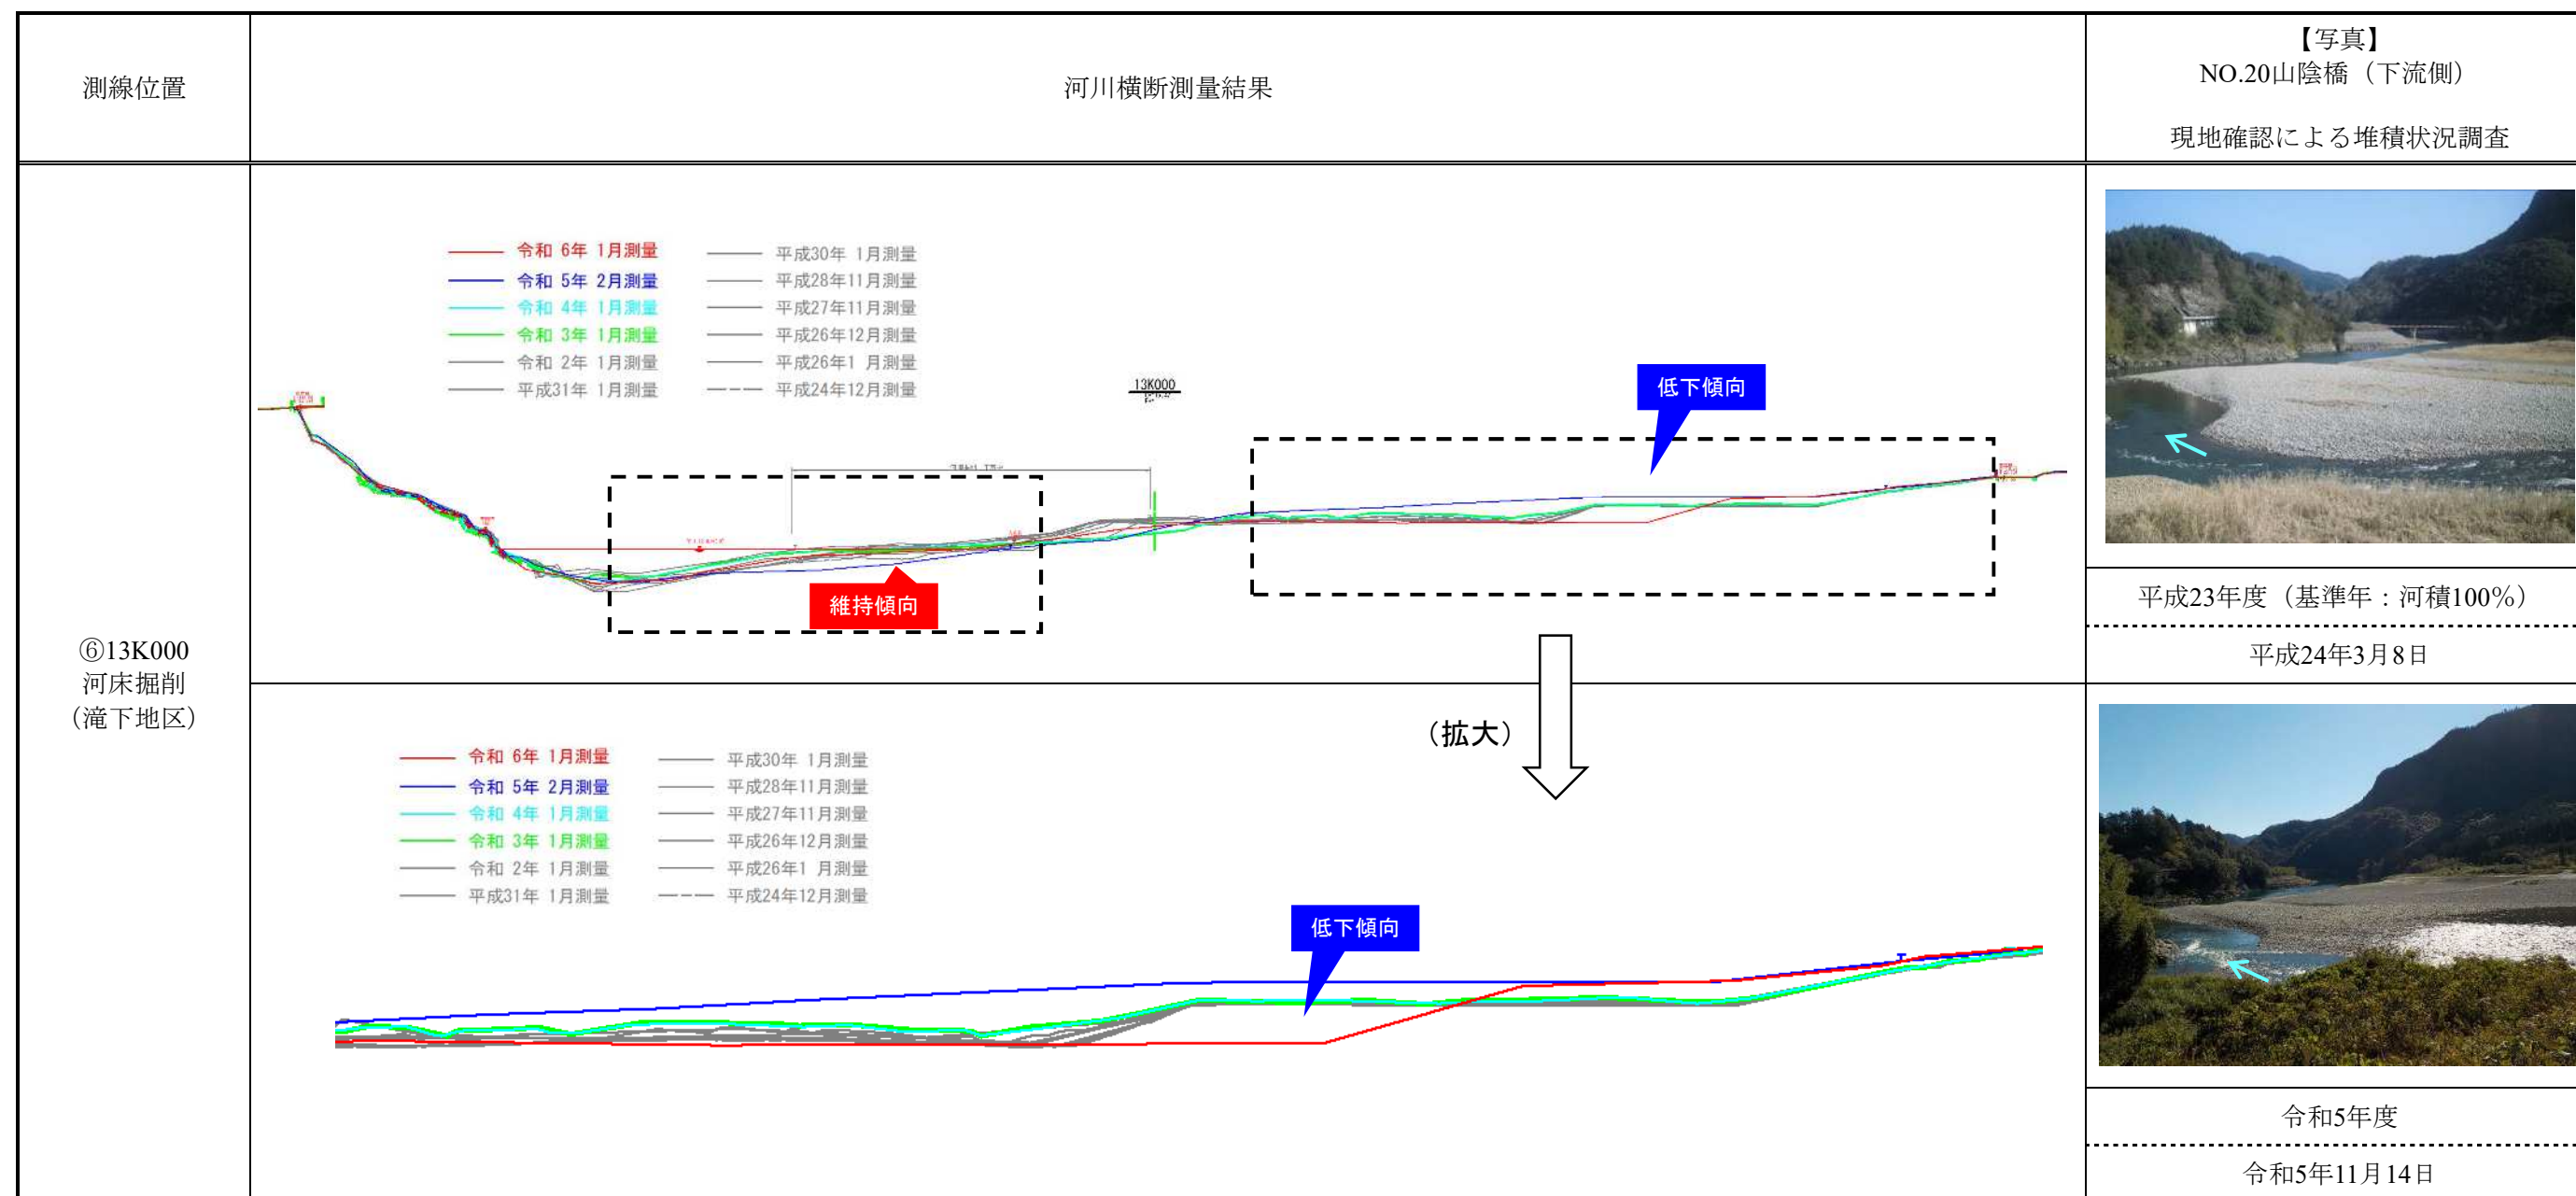 測線位置
河川横断測量結果
【写真】
NO.20山陰橋（下流側）
現地確認による堆積状況調査
⑥13K000
河床掘削
（滝下地区）
令和 6年 1月測量
令和 5年 2月測量
令和 4年 1月測量
令和 3年 1月測量
令和 2年 1月測量
平成31年 1月測量
平成30年 1月測量
平成28年11月測量
平成27年11月測量
平成26年12月測量
平成26年1 月測量
平成24年12月測量
13K000
低下傾向
維持傾向
（拡大）
令和 6年 1月測量
令和 5年 2月測量
令和 4年 1月測量
令和 3年 1月測量
令和 2年 1月測量
平成31年 1月測量
平成30年 1月測量
平成28年11月測量
平成27年11月測量
平成26年12月測量
平成26年1 月測量
平成24年12月測量
低下傾向
平成23年度（基準年：河積100%）
平成24年3月8日
令和5年度
令和5年11月14日